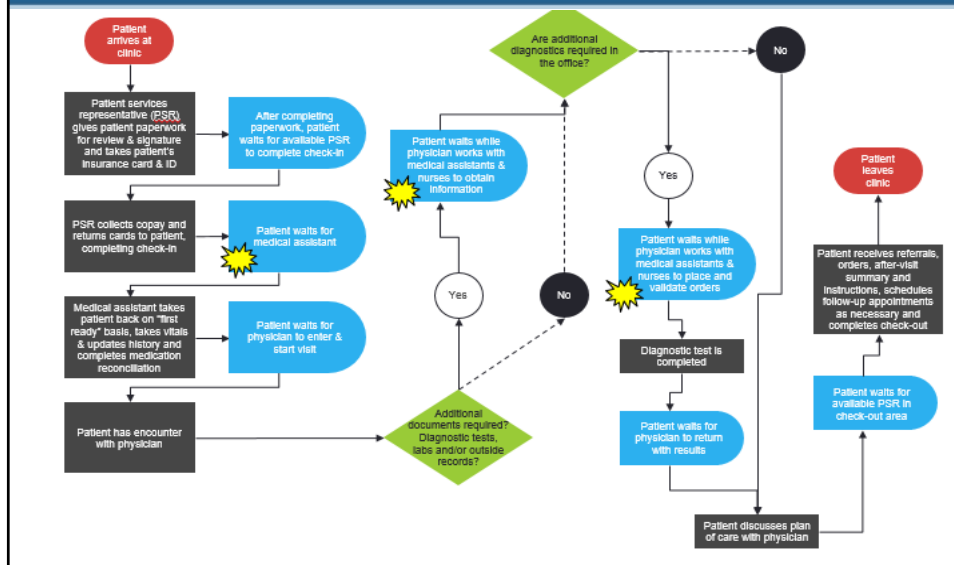 Patient
arrives at
clinic
Patient services
representative (PSR)
gives patient paperwork
for review & signature
and takes patient's
insurance card & ID
After completing
paperwork, patient
waits for available PSR
to complete check-in
PSR collects copay and
returns cards to patient,
completing check-in
Patient waits for
medical assistant
Medical assistant takes
patient back on "first
ready" basis, takes vitals
& updates history and
completes medication
reconciliation
Patient waits for
physician to enter &
start visit
Patient has encounter
with physician
Additional
documents required?
Diagnostic tests,
labs and/or outside
records?
Yes
No
Patient waits while
physician works with
medical assistants &
nurses to obtain
information
Are additional
diagnostics required in
the office?
No
Yes
Patient waits while
physician works with
medical assistants &
nurses to place and
validate orders
Diagnostic test is
completed
Patient waits for
physician to return
with results
Patient discusses plan
of care with physician
Patient waits for
available PSR in
check-out area
Patient receives referrals,
orders, after-visit
summary and
instructions, schedules
follow-up appointments
as necessary and
completes check-out
Patient
leaves
clinic